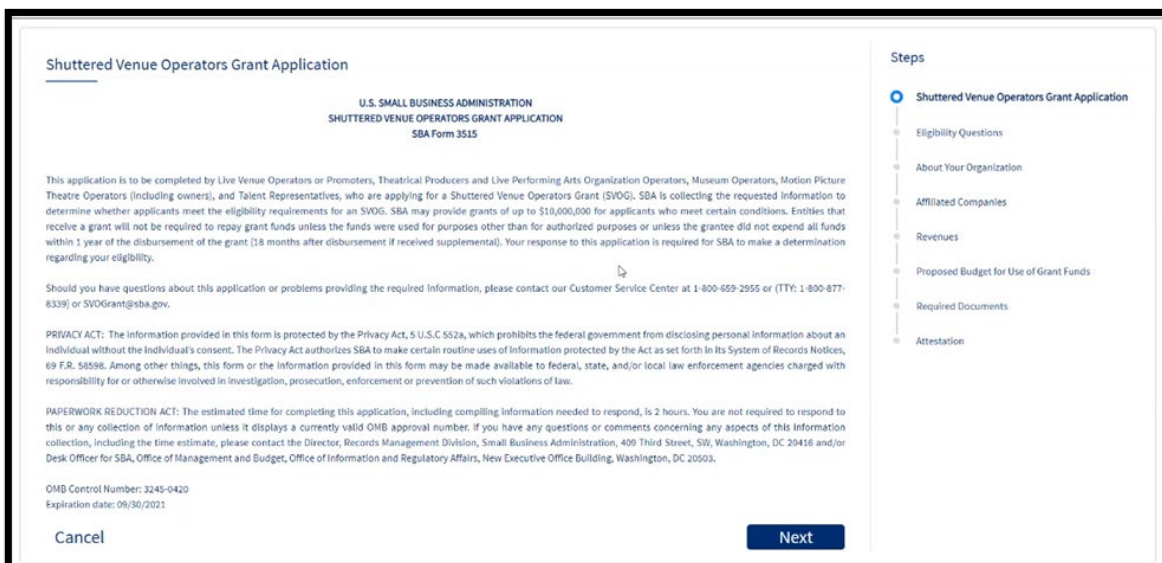 Shuttered Venue Operators Grant Application
U.S. SMALL BUSINESS ADMINISTRATION
SHUTTERED VENUE OPERATORS GRANT APPLICATION
SBA Form 3515
This application is to be completed by Live Venue Operators or Promoters, Theatrical Producers and Live Performing Arts Organization Operators, Museum Operators, Motion Picture
Theatre Operators (including owners), and Talent Representatives, who are applying for a Shuttered Venue Operators Grant (SVOG). SBA is collecting the requested information to
determine whether applicants meet the eligibility requirements for an SVOG. SBA may provide grants of up to $10,000,000 for applicants who meet certain conditions. Entities that
receive a grant will not be required to repay grant funds unless the funds were used for purposes other than for authorized purposes or unless the grantee did not expend all funds
within 1 year of the disbursement of the grant (18 months after disbursement if received supplemental). Your response to this application is required for SBA to make a determination
regarding your eligibility.
Should you have questions about this application or problems providing the required information, please contact our Customer Service Center at 1-800-659-2955 or (TTY: 1-800-877-
8339) or SVOGrant@sba.gov.
PRIVACY ACT: The information provided in this form is protected by the Privacy Act, 5 U.S.C 552a, which prohibits the federal government from disclosing personal information about an
individual without the individual's consent. The Privacy Act authorizes SBA to make certain routine uses of information protected by the Act as set forth in its System of Records Notices,
69 F.R. 58598. Among other things, this form or the information provided in this form may be made available to federal, state, and/or local law enforcement agencies charged with
responsibility for or otherwise involved in investigation, prosecution, enforcement or prevention of such violations of law.
PAPERWORK REDUCTION ACT: The estimated time for completing this application, including compiling information needed to respond, is 2 hours. You are not required to respond to
this or any collection of information unless it displays a currently valid OMB approval number. If you have any questions or comments concerning any aspects of this information
collection, including the time estimate, please contact the Director, Records Management Division, Small Business Administration, 409 Third Street, SW, Washington, DC 20416 and/or
Desk Officer for SBA, Office of Management and Budget, Office of Information and Regulatory Affairs, New Executive Office Building, Washington, DC 20503.
OMB Control Number: 3245-0420
Expiration date: 09/30/2021
Cancel
Next
Steps
Shuttered Venue Operators Grant Application
Eligibility Questions
About Your Organization
Affiliated Companies
Revenues
Proposed Budget for Use of Grant Funds
Required Documents
Attestation